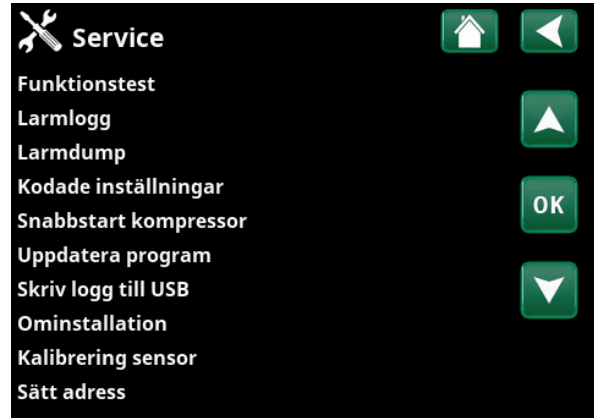 Service
Funktionstest
Larmlogg
Larmdump
Kodade inställningar
Snabbstart kompressor
OK
Uppdatera program
Skriv logg till USB
Ominstallation
Kalibrering sensor
Sätt adress